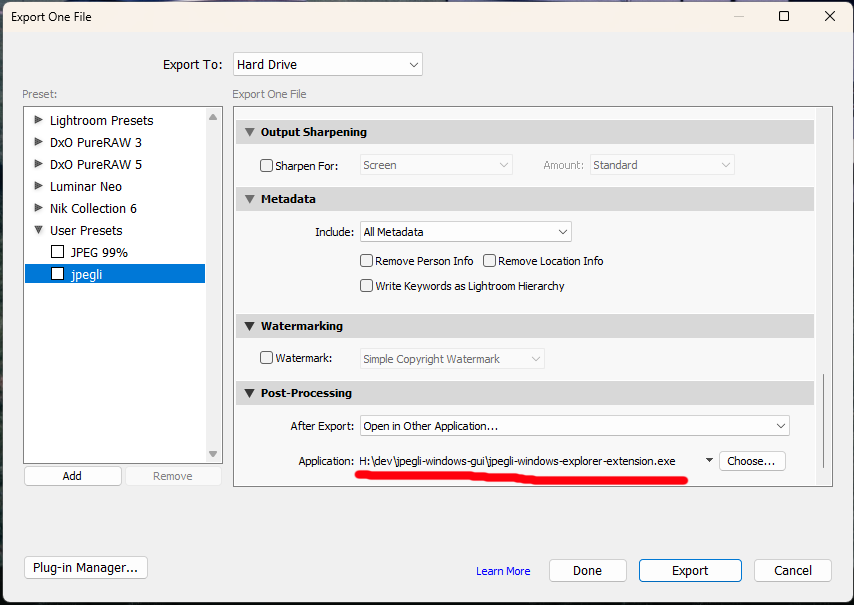 Export One File
Export To: Hard Drive
Preset:
Lightroom Presets
DxO PureRAW 3
DxO PureRAW 5
Luminar Neo
Nik Collection 6
User Presets
JPEG 99%
jpegli
Add Remove
Export One File
Output Sharpening
Sharpen For: Screen Amount: Standard
Metadata
Include: All Metadata
Remove Person Info Remove Location Info
Write Keywords as Lightroom Hierarchy
Watermarking
Watermark: Simple Copyright Watermark
Post-Processing
After Export: Open in Other Application...
Application: H:\dev\jpegli-windows-gui\jpegli-windows-explorer-extension.exe Choose...
Plug-in Manager... Learn More Done Export Cancel